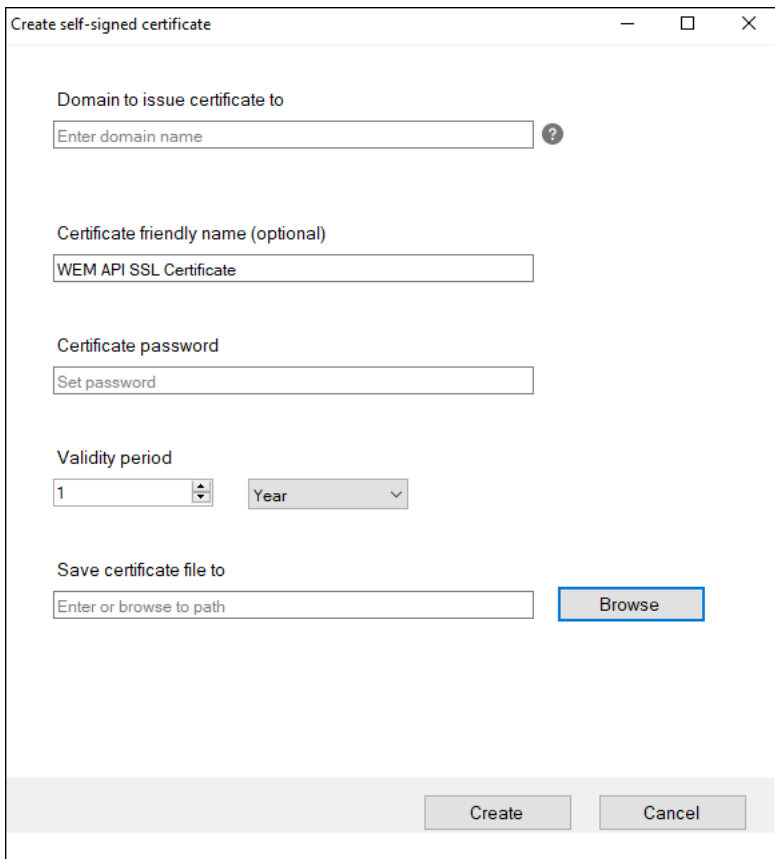 Create self-signed certificate
Domain to issue certificate to
Enter domain name
?
Certificate friendly name (optional)
WEM API SSL Certificate
Certificate password
Set password
Validity period
1 Year
Save certificate file to
Enter or browse to path Browse
Create Cancel